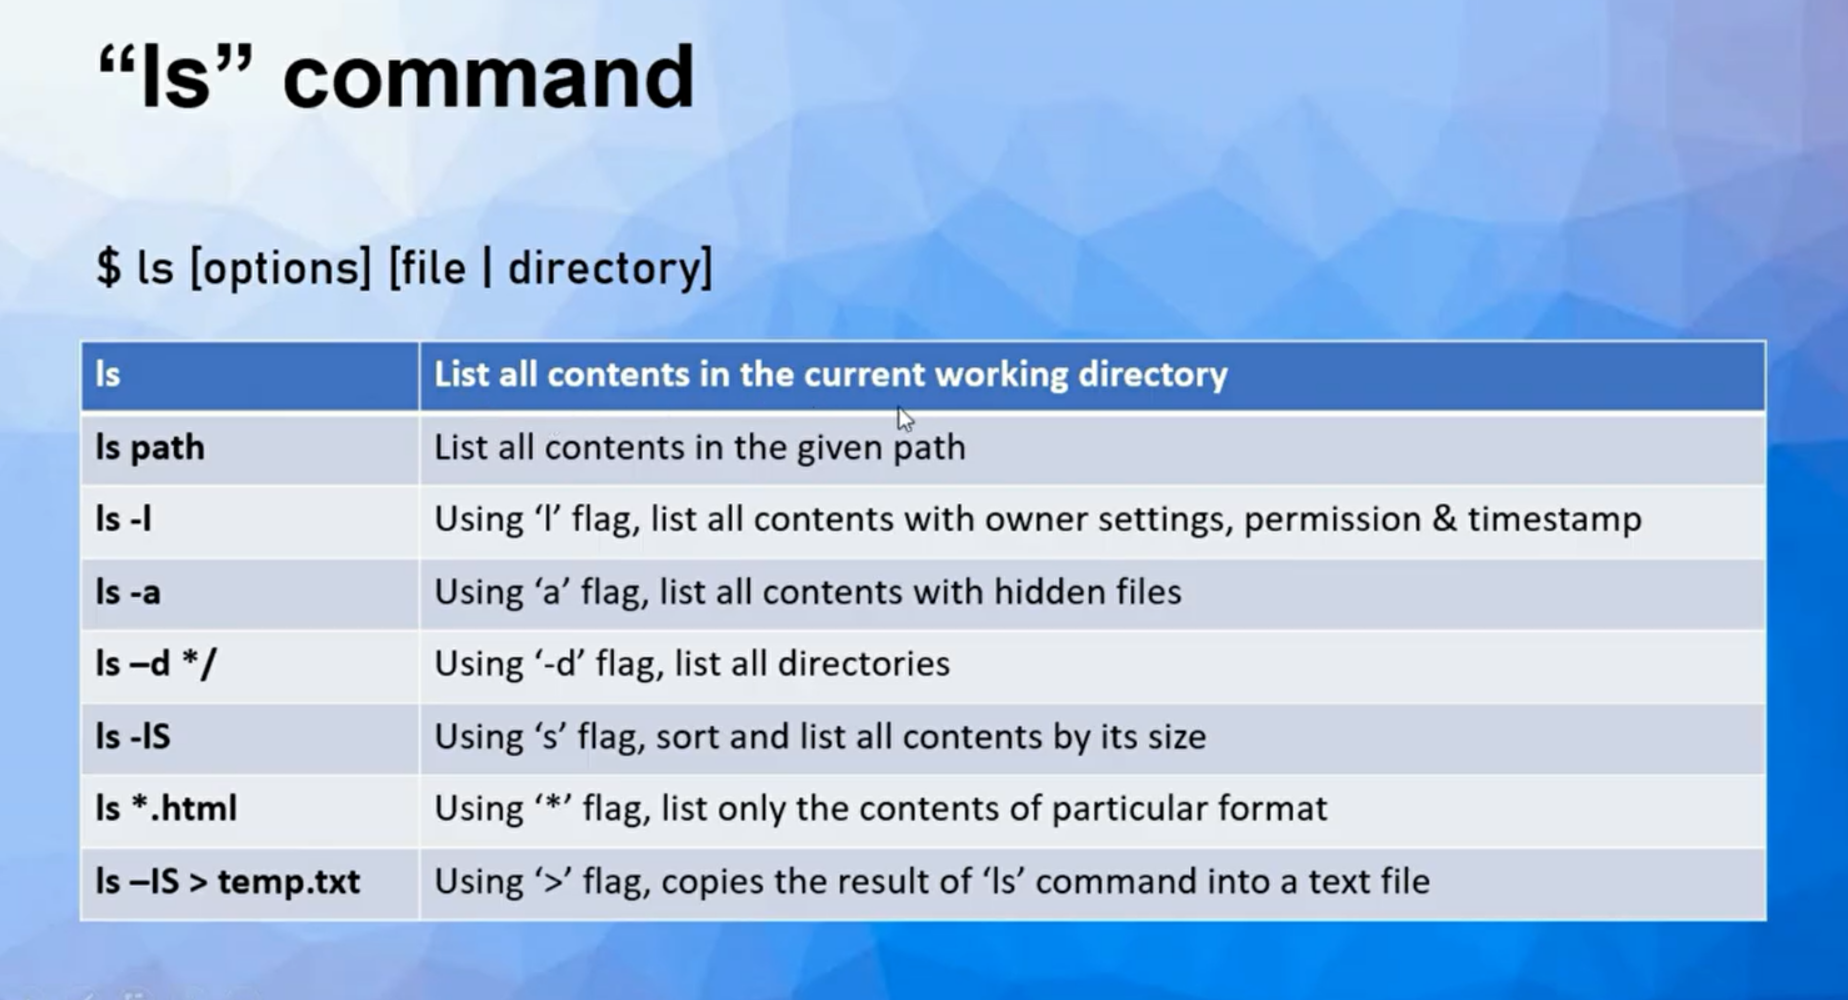 “ls” command
$ ls [options] [file | directory]
ls List all contents in the current working directory
ls path List all contents in the given path
ls -l Using ‘l’ flag, list all contents with owner settings, permission & timestamp
ls -a Using ‘a’ flag, list all contents with hidden files
ls –d */ Using ‘-d’ flag, list all directories
ls -lS Using ‘s’ flag, sort and list all contents by its size
ls *.html Using ‘*’ flag, list only the contents of particular format
ls –lS > temp.txt Using ‘>’ flag, copies the result of ‘ls’ command into a text file